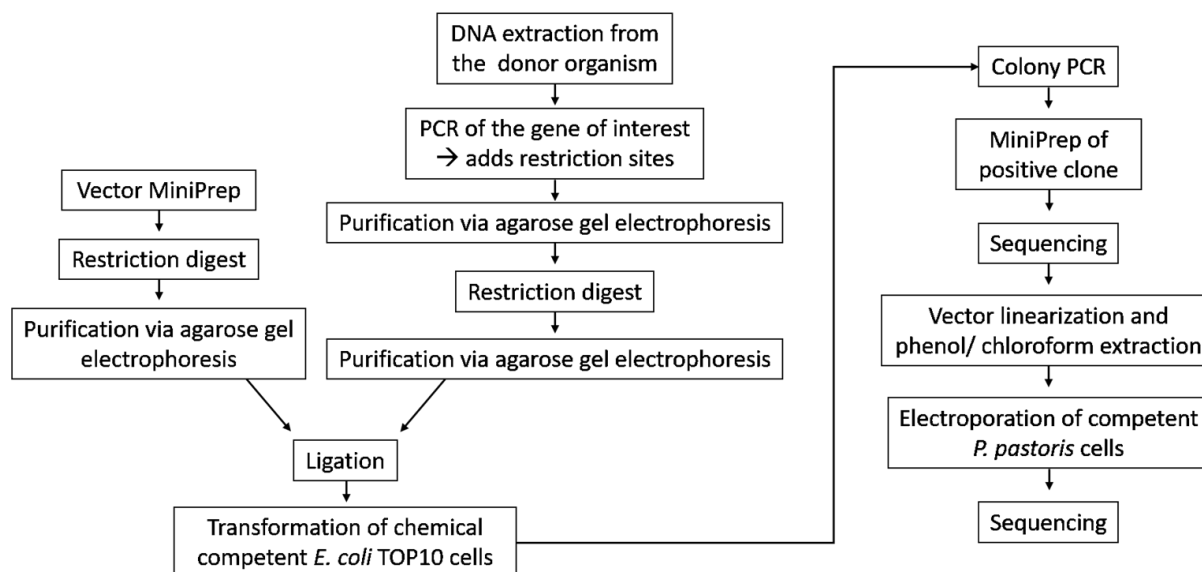 DNA extraction from
the donor organism
PCR of the gene of interest
→ adds restriction sites
Purification via agarose gel electrophoresis
Restriction digest
Purification via agarose gel electrophoresis
Vector MiniPrep
Restriction digest
Purification via agarose gel
electrophoresis
Ligation
Transformation of chemical
competent E. coli TOP10 cells
Colony PCR
MiniPrep of
positive clone
Sequencing
Vector linearization and
phenol/ chloroform extraction
Electroporation of competent
P. pastoris cells
Sequencing